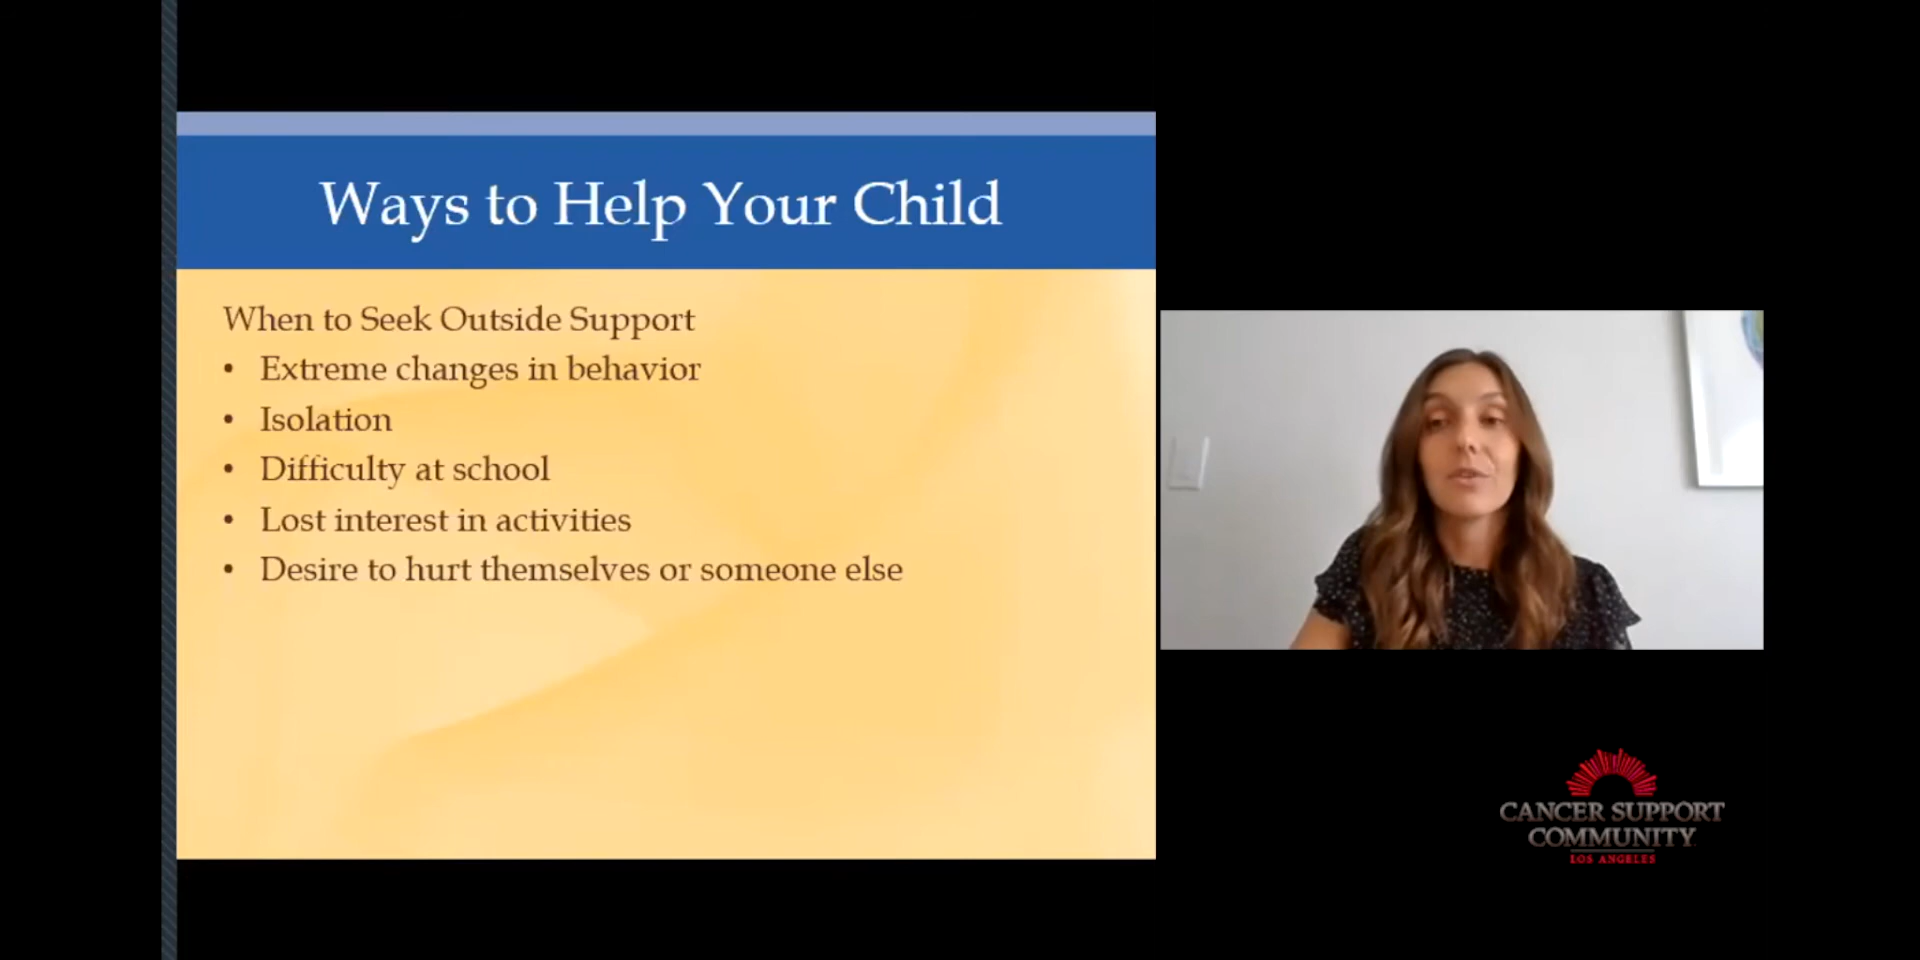 Ways to Help Your Child
When to Seek Outside Support
• Extreme changes in behavior
• Isolation
• Difficulty at school
• Lost interest in activities
• Desire to hurt themselves or someone else
CANCER SUPPORT
COMMUNITY
LOS ANGELES